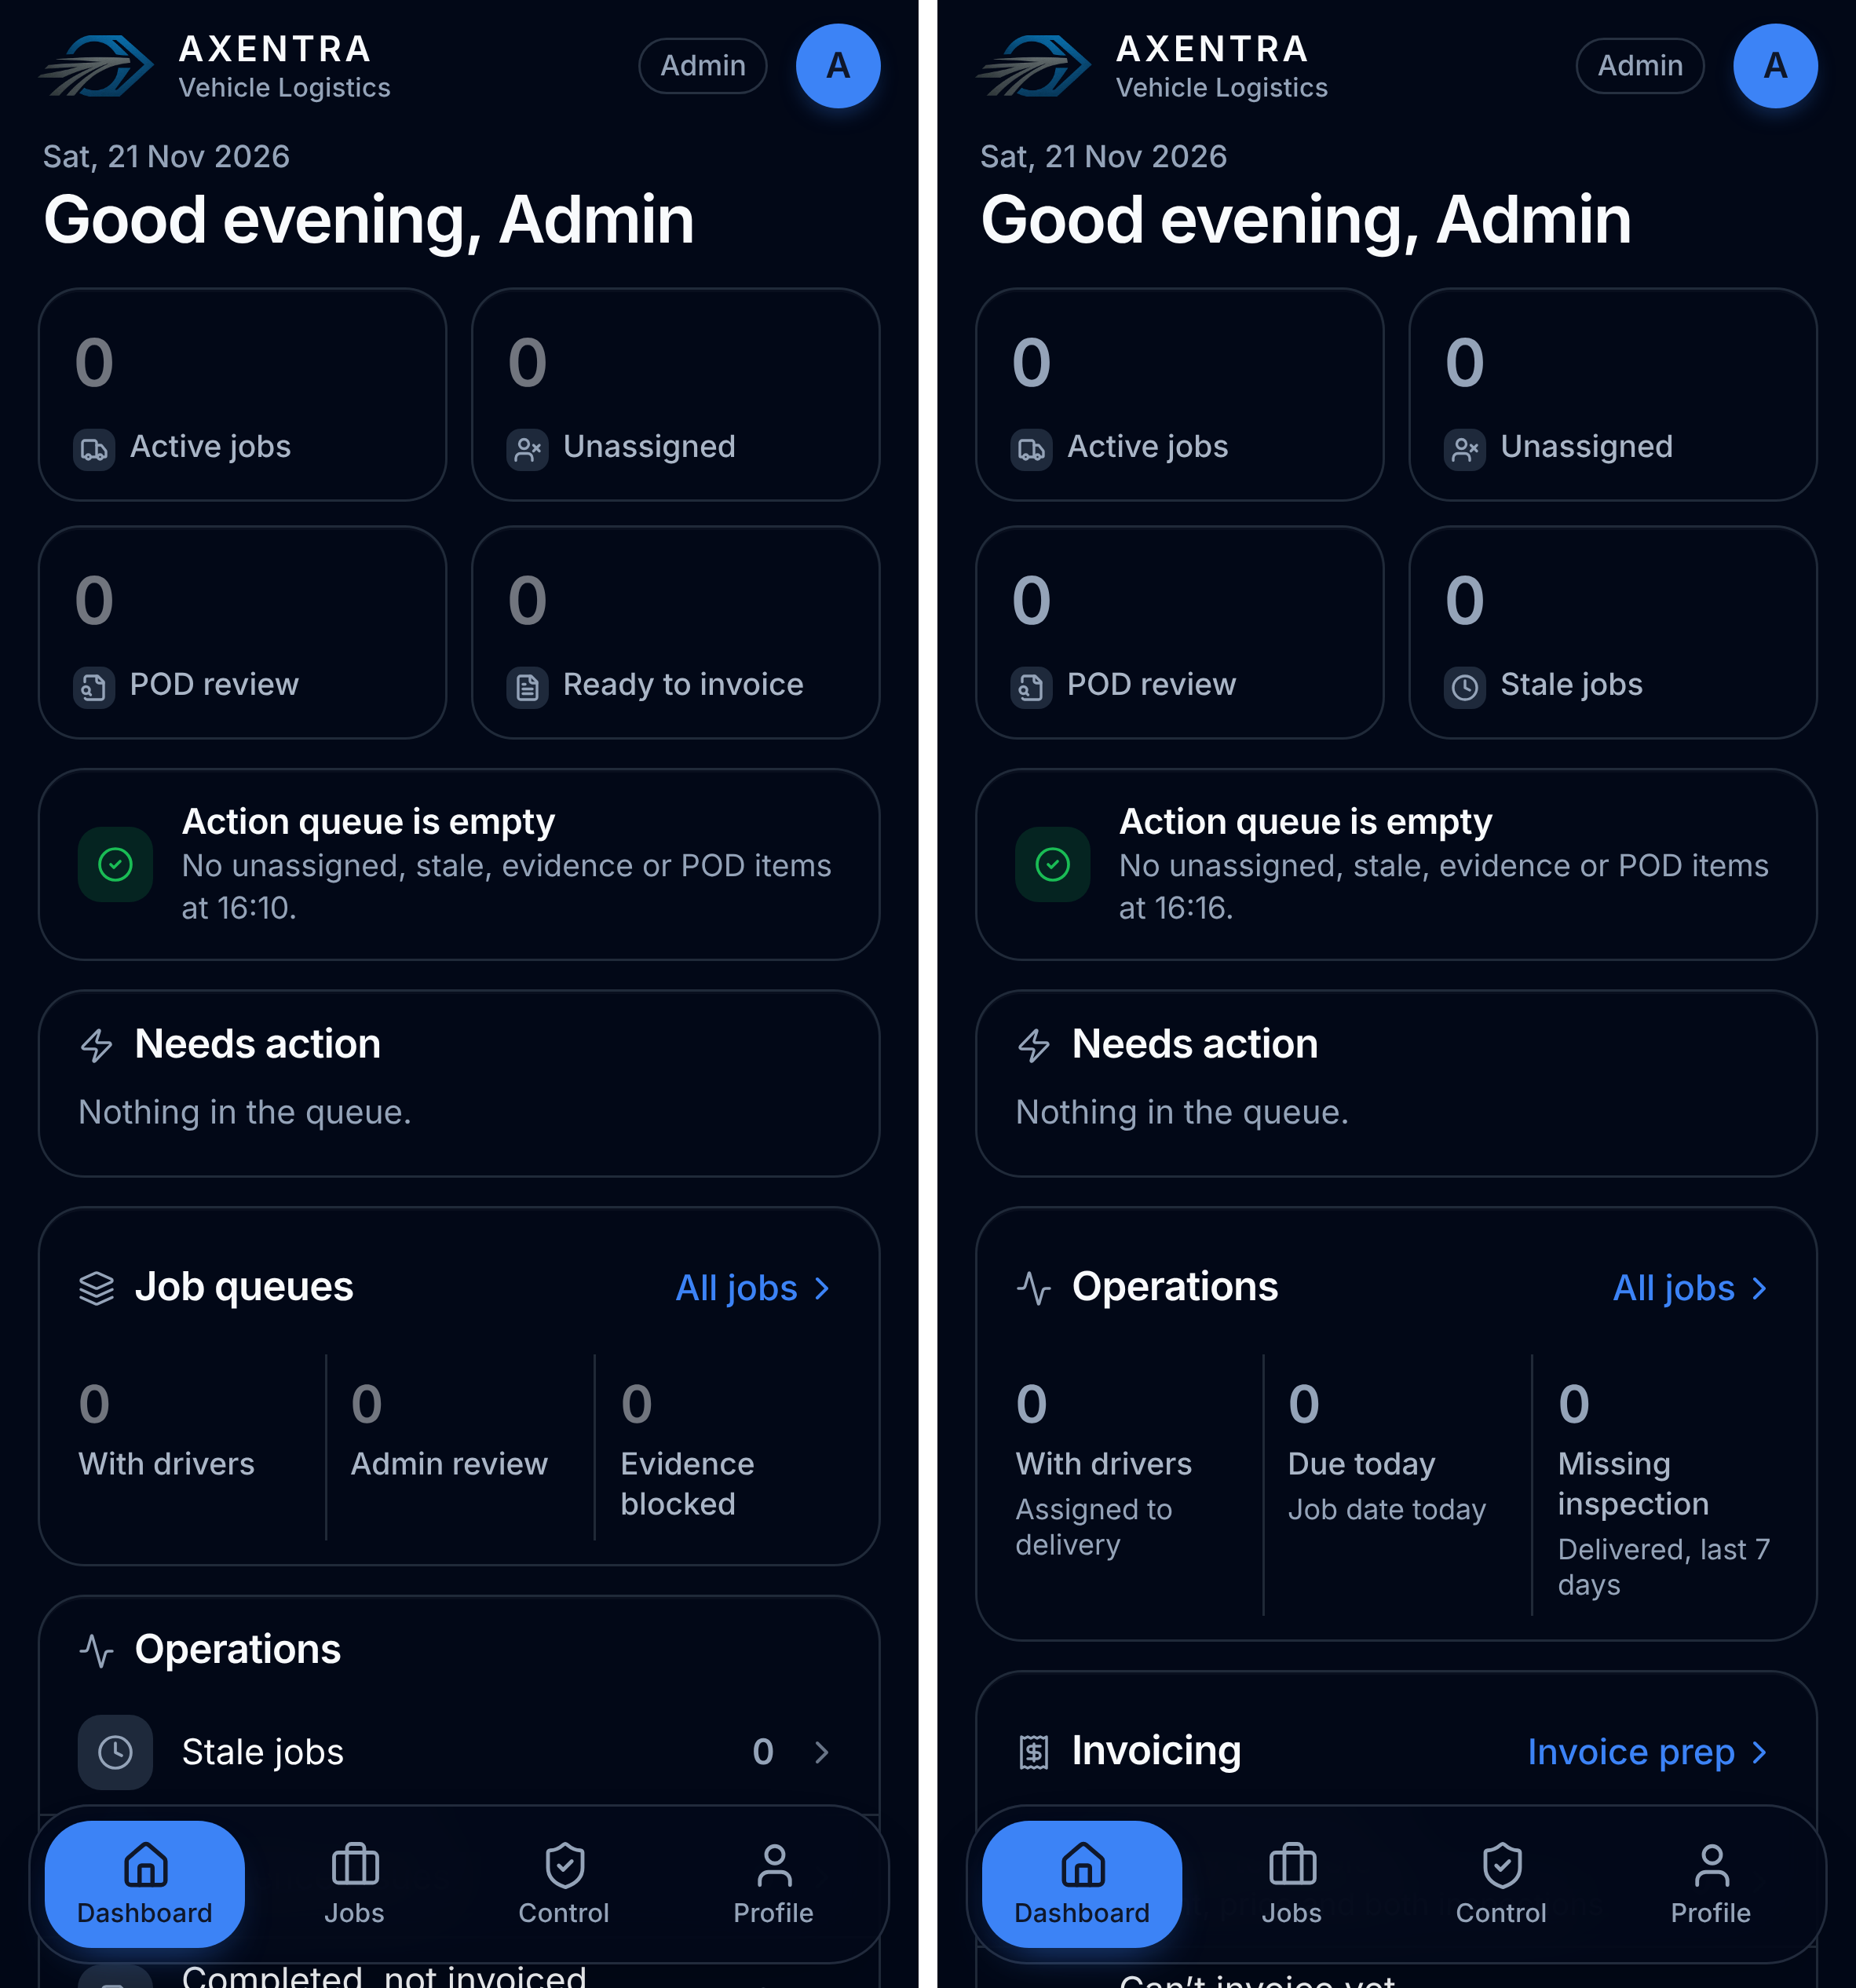 AXENTRA
Vehicle Logistics
Admin
A
Sat, 21 Nov 2026
Good evening, Admin
0
Active jobs
0
Unassigned
0
POD review
0
Ready to invoice
Action queue is empty
No unassigned, stale, evidence or POD items
at 16:10.
Needs action
Nothing in the queue.
Job queues
All jobs
0
With drivers
0
Admin review
0
Evidence
blocked
Operations
Stale jobs
0
Dashboard
Jobs
Control
Profile
Completed, not invoiced
AXENTRA
Vehicle Logistics
Admin
A
Sat, 21 Nov 2026
Good evening, Admin
0
Active jobs
0
Unassigned
0
POD review
0
Stale jobs
Action queue is empty
No unassigned, stale, evidence or POD items
at 16:16.
Needs action
Nothing in the queue.
Operations
All jobs
0
With drivers
Assigned to
delivery
0
Due today
Job date today
0
Missing
inspection
Delivered, last 7
days
Invoicing
Invoice prep
Dashboard
Jobs
Control
Profile
Can't invoice yet